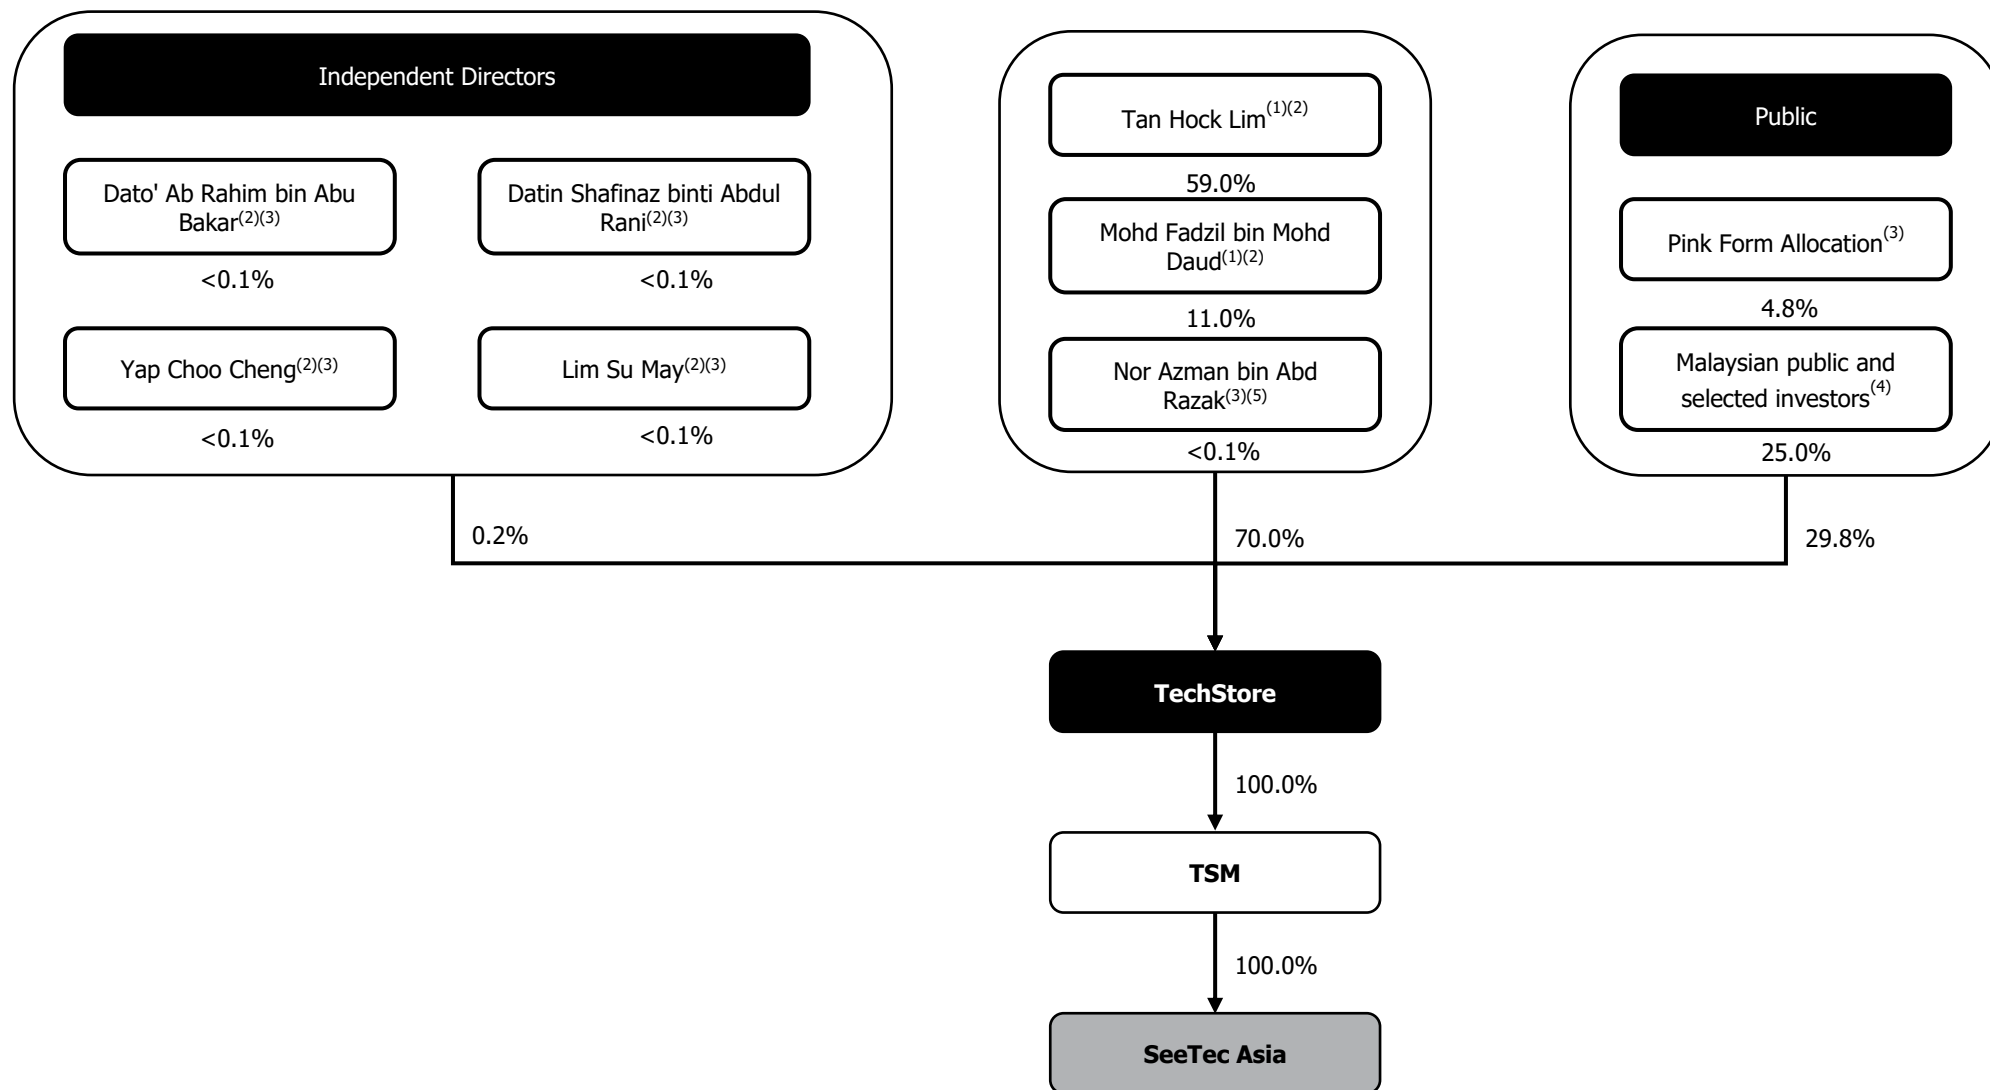 Independent Directors
Dato' Ab Rahim bin Abu
Bakar(2)(3)
<0.1%
Datin Shafinaz binti Abdul
Rani(2)(3)
<0.1%
Yap Choo Cheng(2)(3)
<0.1%
Lim Su May(2)(3)
<0.1%
Tan Hock Lim(1)(2)
59.0%
Mohd Fadzil bin Mohd
Daud(1)(2)
11.0%
Nor Azman bin Abd
Razak(3)(5)
<0.1%
Public
Pink Form Allocation(3)
4.8%
Malaysian public and
selected investors(4)
25.0%
0.2%
70.0%
29.8%
TechStore
100.0%
TSM
100.0%
SeeTec Asia